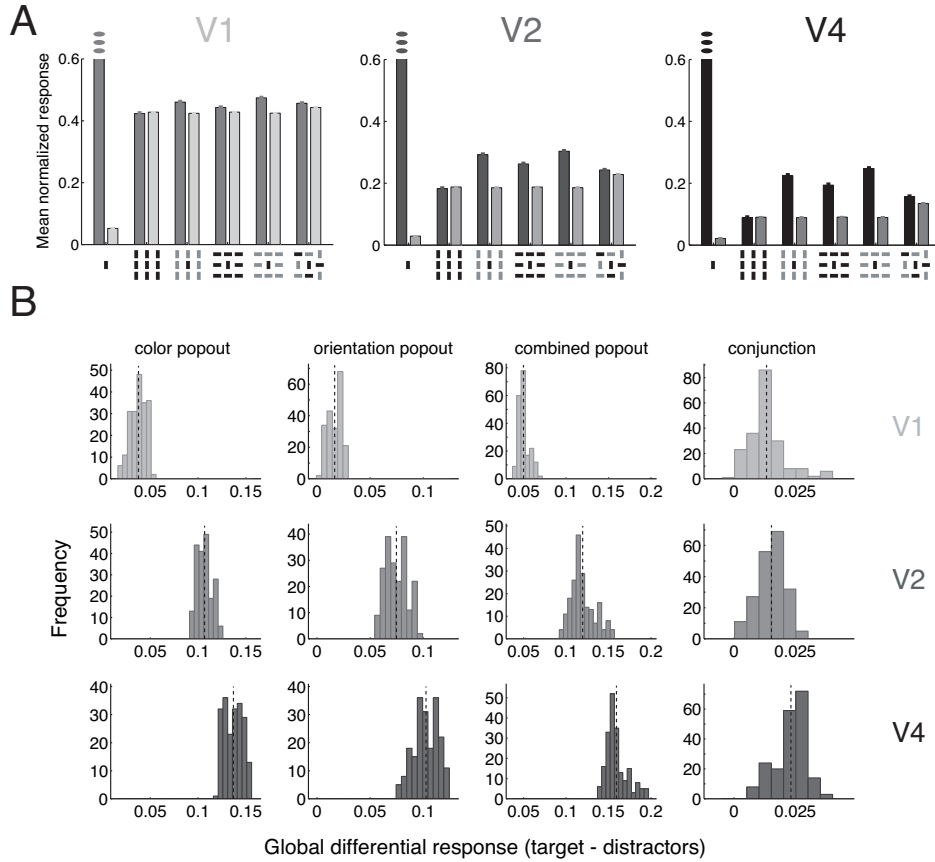 A
V1 V2 V4
Mean normalized response
0.6 0.6 0.6
0.4 0.4 0.4
0.2 0.2 0.2
0 0 0
B
color popout orientation popout combined popout conjunction
Frequency
50 40 30 20 10 0
0.05 0.1 0.15
60 40 20 0
0 0.05 0.1
80 60 40 20 0
0.05 0.1 0.15 0.2
80 60 40 20 0
0 0.025
V1
50 40 30 20 10 0
0.05 0.1 0.15
40 30 20 10 0
0 0.05 0.1
50 40 30 20 10 0
0.05 0.1 0.15 0.2
60 40 20 0
0 0.025
V2
40 30 20 10 0
0.05 0.1 0.15
40 30 20 10 0
0 0.05 0.1
50 40 30 20 10 0
0.05 0.1 0.15 0.2
60 40 20 0
0 0.025
V4
Global differential response (target - distractors)